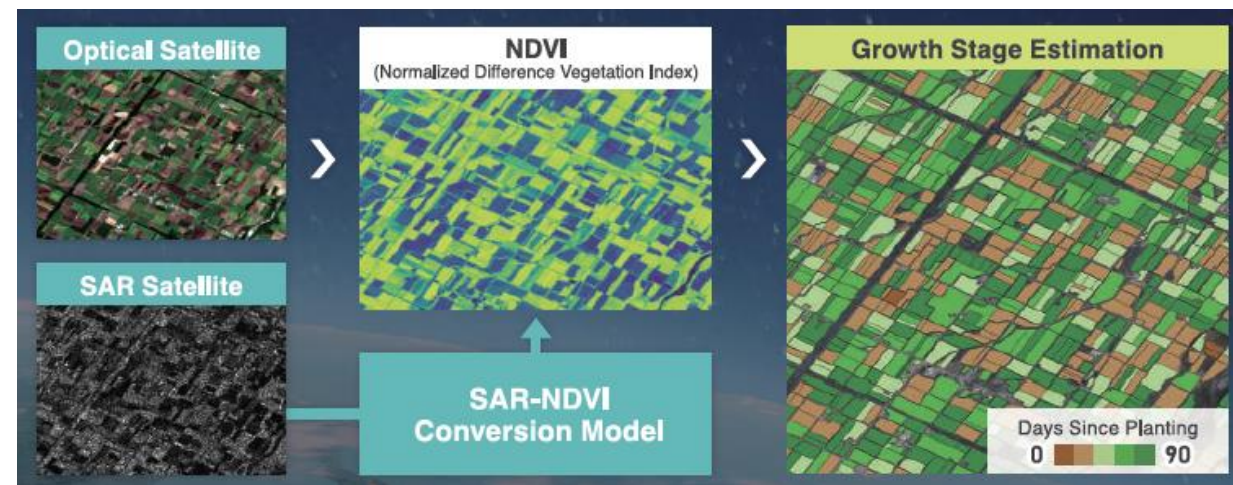 Optical Satellite
NDVI
(Normalized Difference Vegetation Index)
Growth Stage Estimation
SAR Satellite
SAR-NDVI
Conversion Model
Days Since Planting
0 90